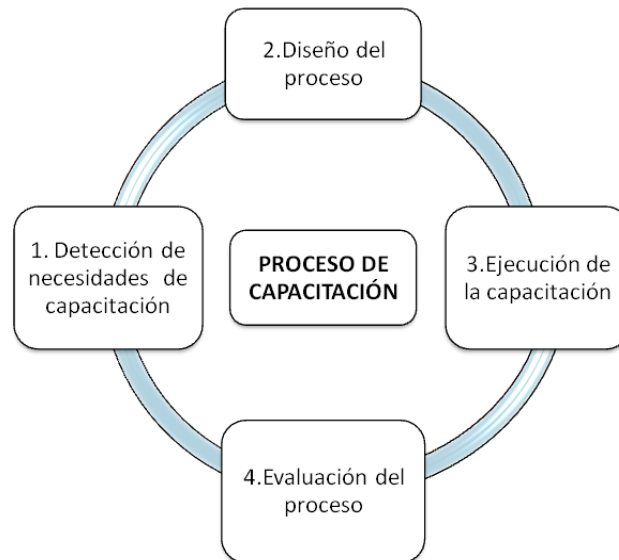 2.Diseño del
proceso
1. Detección de
necesidades de
capacitación
PROCESO DE
CAPACITACIÓN
3.Ejecución de
la capacitación
4.Evaluación del
proceso